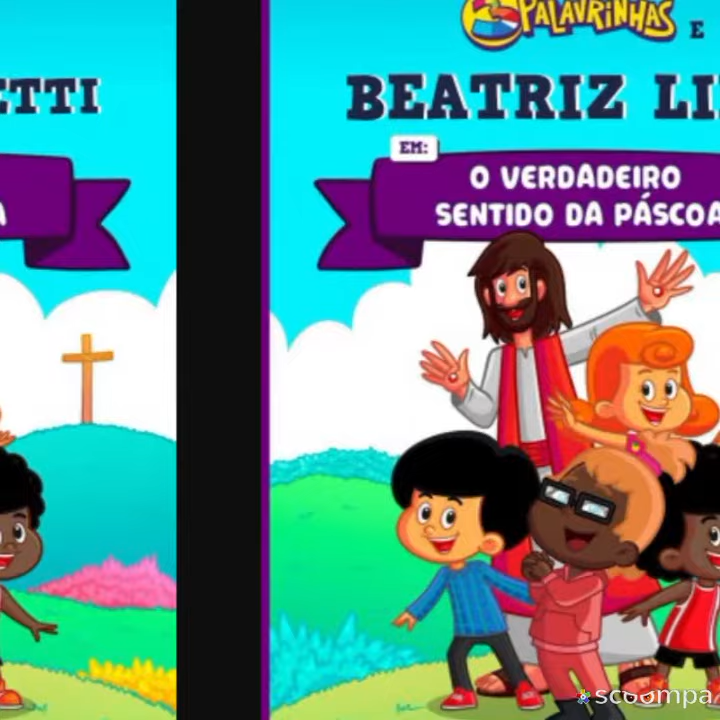 ETTI
A
PALAVRINHAS E
BEATRIZ LI
EM:
O VERDADEIRO
SENTIDO DA PÁSCOA
scoompa